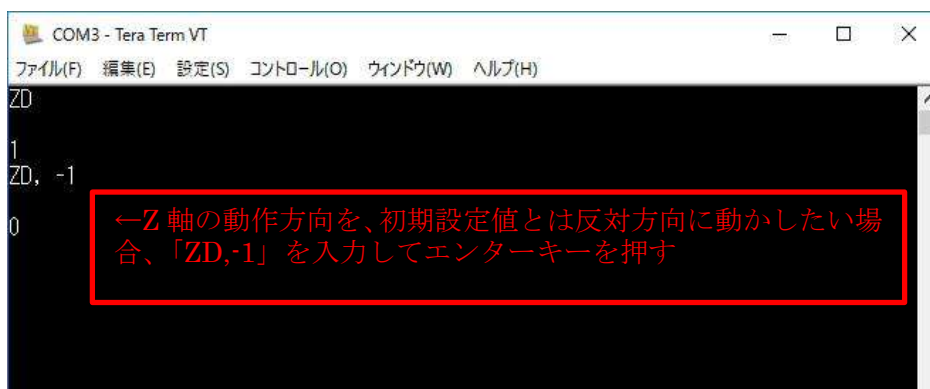 COM3 - Tera Term VT
ファイル(F) 編集(E) 設定(S) コントロール(O) ウィンドウ(W) ヘルプ(H)
ZD
1
ZD, -1
0
←Z 軸の動作方向を、初期設定値とは反対方向に動かしたい場
合、「ZD,-1」を入力してエンターキーを押す